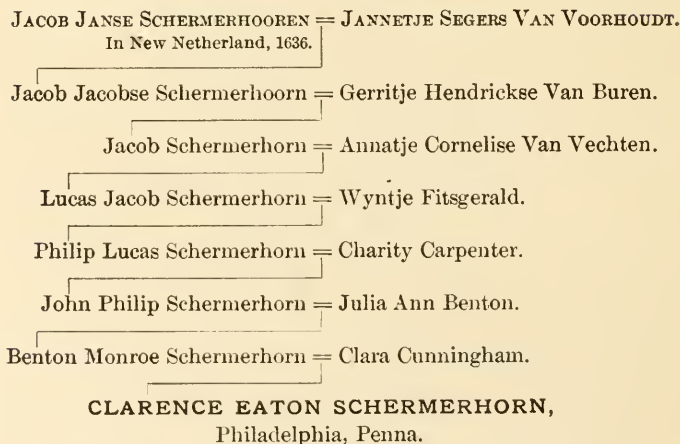 JACOB JANSE SCHERMERHOOREN = JANNETJE SEGERS VAN VOORHOUDT.
In New Netherland, 1636.
Jacob Jacobse Schermerhoorn = Gerritje Hendrickse Van Buren.
Jacob Schermerhorn = Annatje Cornelise Van Vechten.
Lucas Jacob Schermerhorn = Wyntje Fitsgerald.
Philip Lucas Schermerhorn = Charity Carpenter.
John Philip Schermerhorn = Julia Ann Benton.
Benton Monroe Schermerhorn = Clara Cunningham.
CLARENCE EATON SCHERMERHORN,
Philadelphia, Penna.